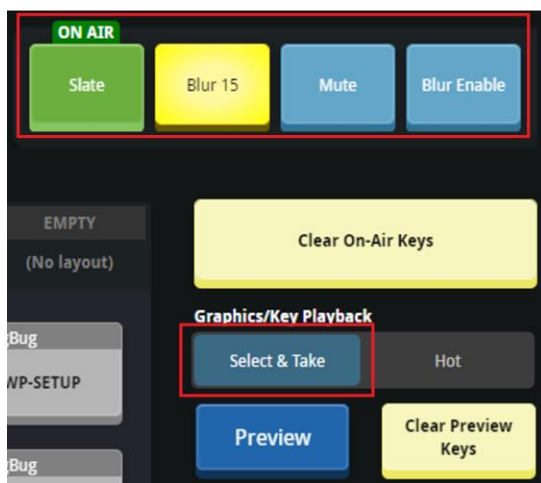 ON AIR
Slate
Blur 15
Mute
Blur Enable
EMPTY
(No layout)
Clear On-Air Keys
Graphics/Key Playback
Select & Take
Hot
Bug
WP-SETUP
Preview
Clear Preview
Keys
Bug